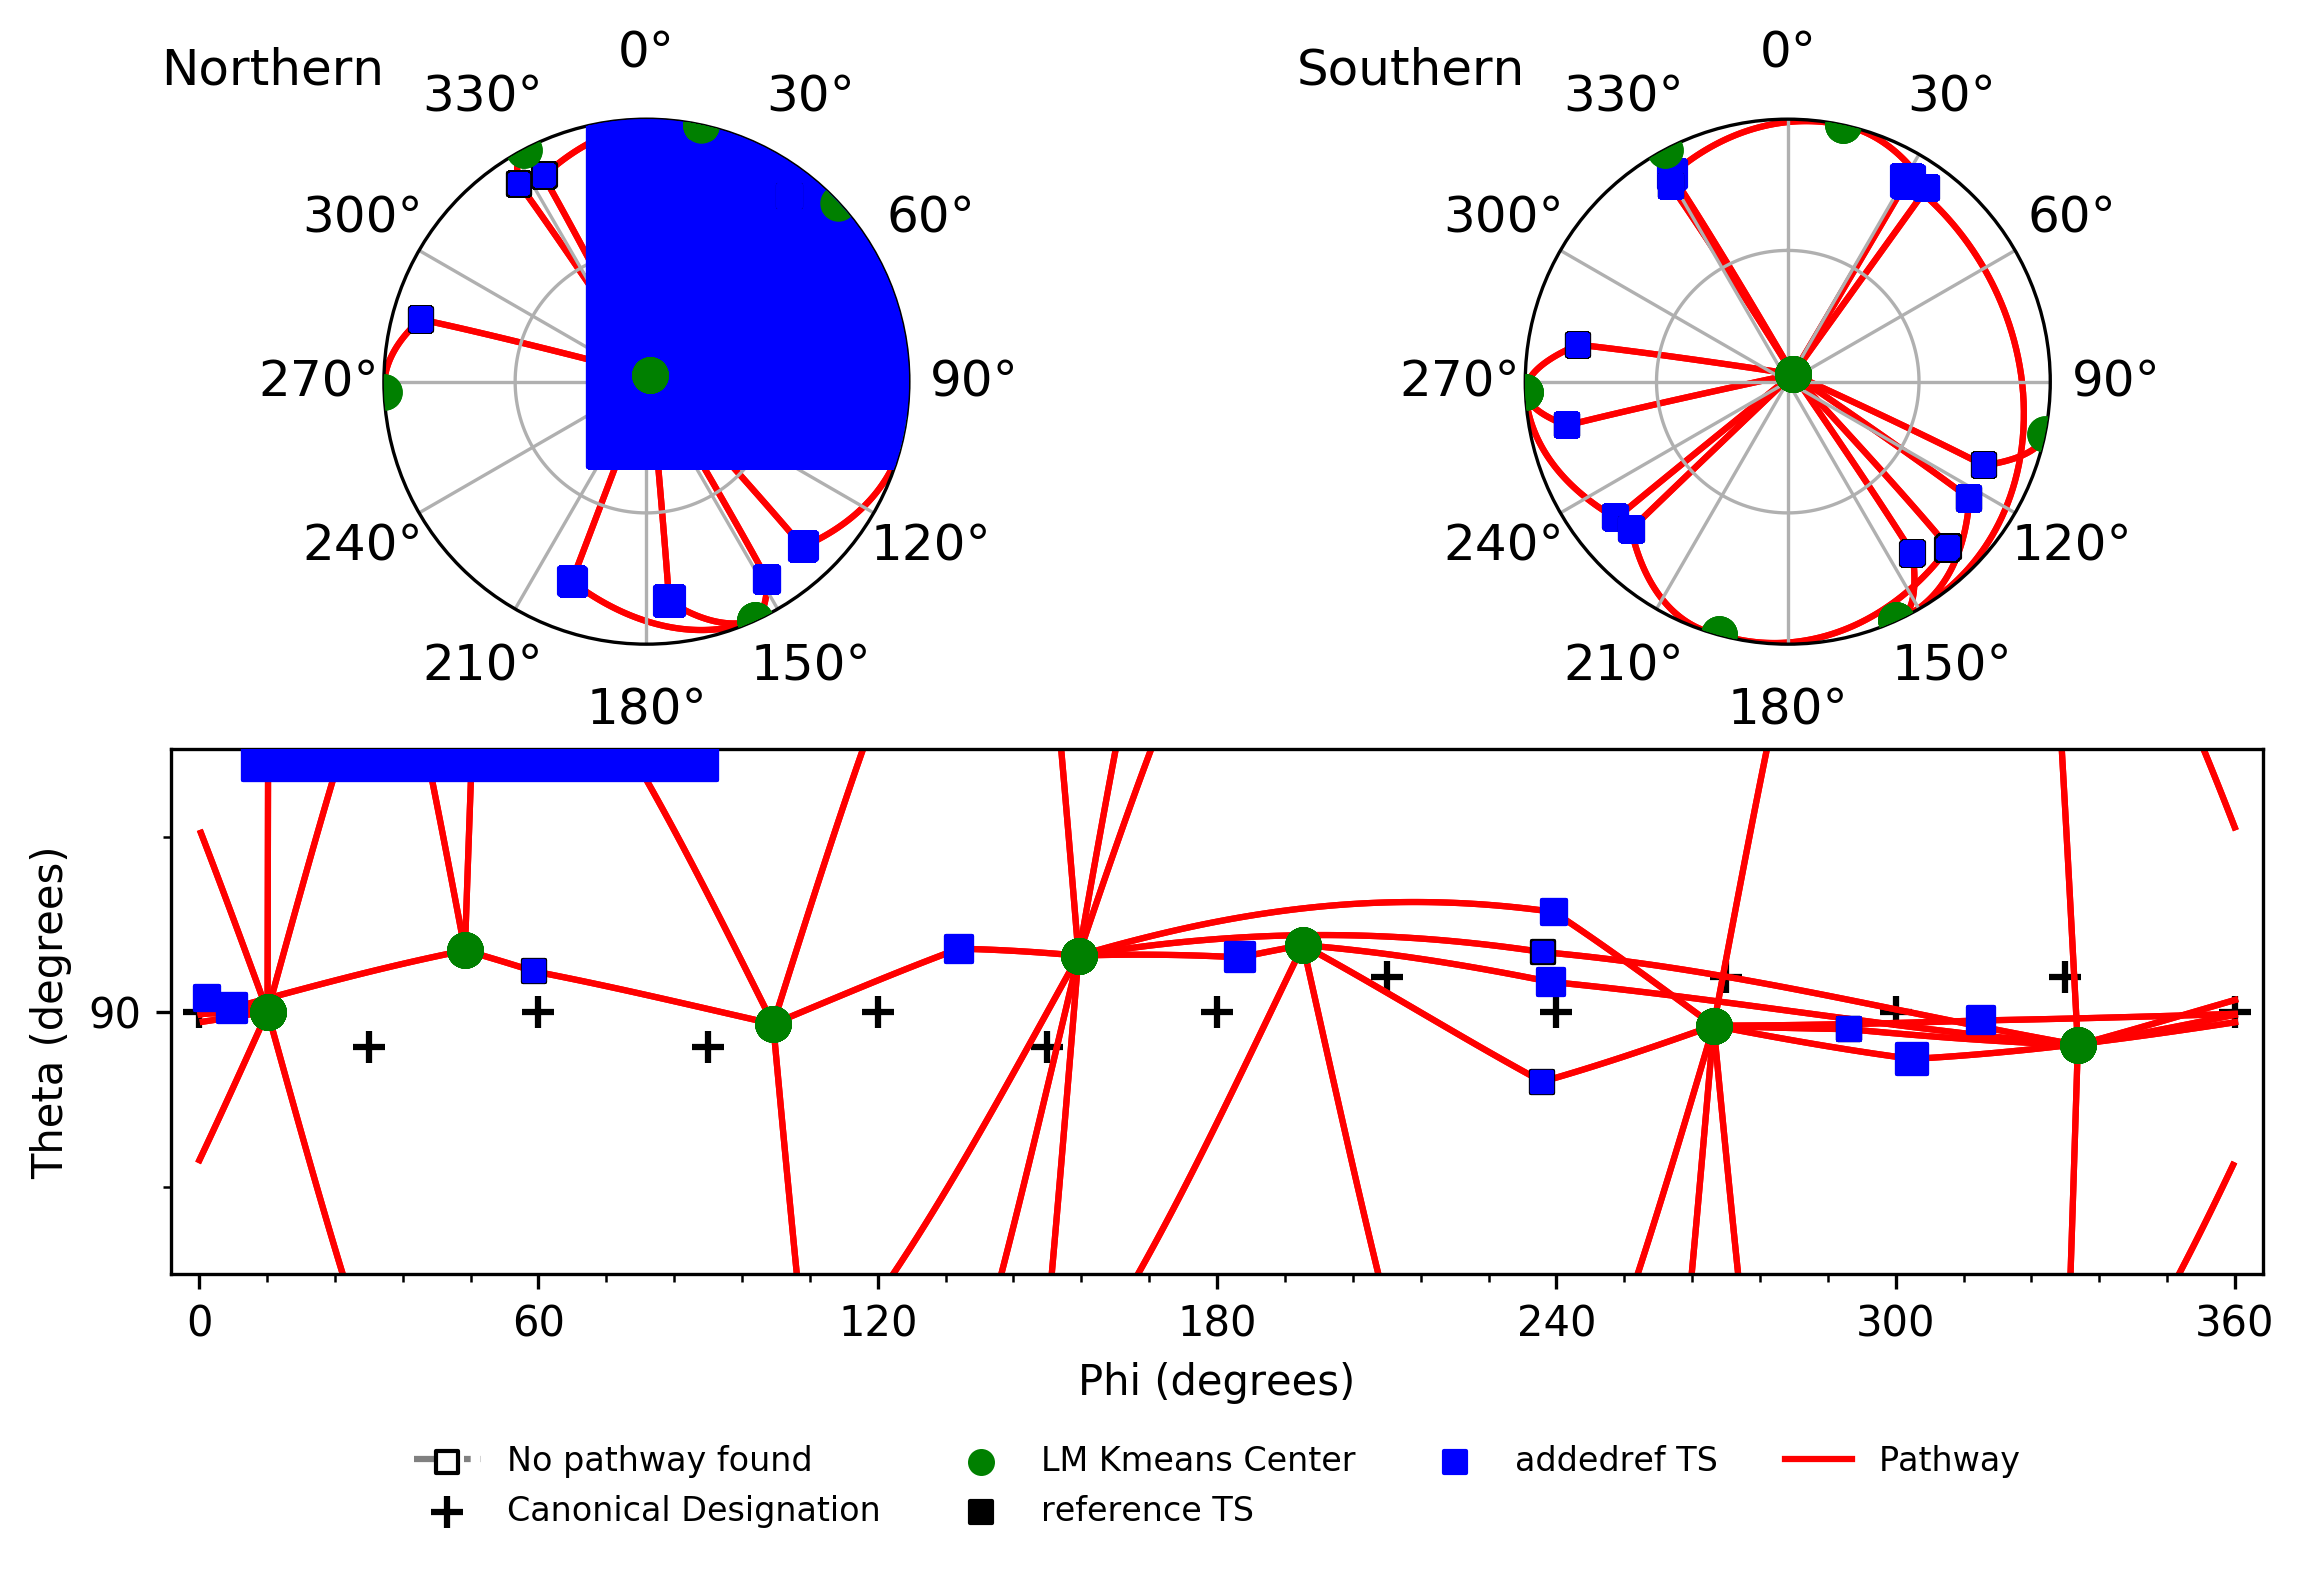 Northern
0°
30°
60°
90°
120°
150°
180°
210°
240°
270°
300°
330°
Southern
0°
30°
60°
90°
120°
150°
180°
210°
240°
270°
300°
330°
Theta (degrees)
90
0 60 120 180 240 300 360
Phi (degrees)
No pathway found
Canonical Designation
LM Kmeans Center
reference TS
addedref TS
Pathway